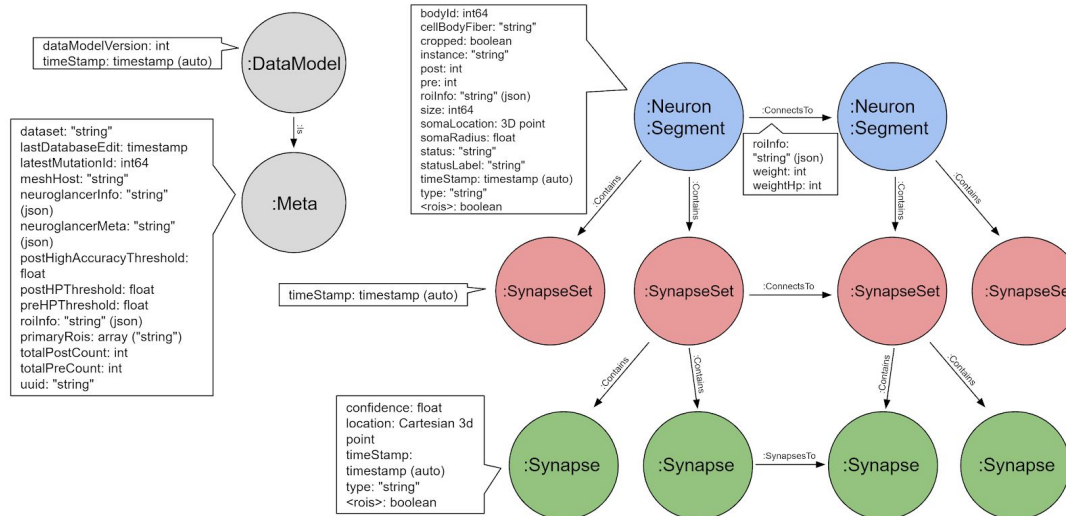 dataModelVersion: int
timeStamp: timestamp (auto)
:DataModel
:Is
dataset: "string"
lastDatabaseEdit: timestamp
latestMutationId: int64
meshHost: "string"
neuroglancerInfo: "string"
(json)
neuroglancerMeta: "string"
(json)
postHighAccuracyThreshold:
float
postHPThreshold: float
preHPThreshold: float
roiInfo: "string" (json)
primaryRois: array ("string")
totalPostCount: int
totalPreCount: int
uuid: "string"
:Meta
bodyId: int64
cellBodyFiber: "string"
cropped: boolean
instance: "string"
post: int
pre: int
roiInfo: "string" (json)
size: int64
somaLocation: 3D point
somaRadius: float
status: "string"
statusLabel: "string"
timeStamp: timestamp (auto)
type: "string"
<rois>: boolean
:Neuron
:Segment
:ConnectsTo
:Neuron
:Segment
roiInfo:
"string" (json)
weight: int
weightHp: int
:Contains
:Contains
:Contains
:Contains
timeStamp: timestamp (auto)
:SynapseSet
:SynapseSet
:ConnectsTo
:SynapseSet
:SynapseSe
:Contains
:Contains
:Contains
:Contains
confidence: float
location: Cartesian 3d
point
timeStamp:
timestamp (auto)
type: "string"
<rois>: boolean
:Synapse
:Synapse
:SynapsesTo
:Synapse
:Synapse